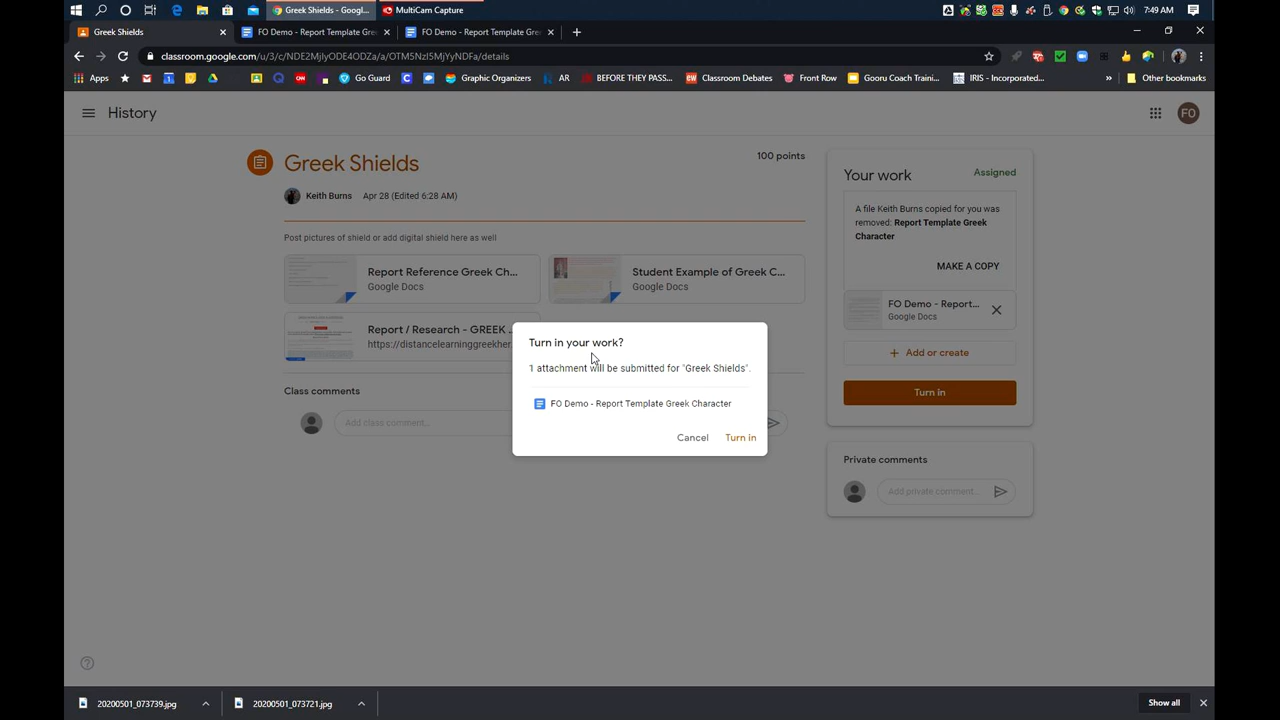 Greek Shields - Googl...
MultiCam Capture
7:49 AM
Greek Shields
FO Demo - Report Template Gre
FO Demo - Report Template Gre
classroom.google.com/u/3/c/NDE2MjIyODE4ODZa/a/OTM5NzI5MjYyNDFa/details
Apps
Go Guard
Graphic Organizers
AR
BEFORE THEY PASS...
Classroom Debates
Front Row
Gooru Coach Traini...
IRIS - Incorporated...
Other bookmarks
History
FO
Greek Shields
100 points
Keith Burns
Apr 28 (Edited 6:28 AM)
Post pictures of shield or add digital shield here as well
Report Reference Greek Ch...
Google Docs
Student Example of Greek C...
Google Docs
Report / Research - GREEK
https://distancelearninggreekher
Class comments
Add class comment...
Your work
Assigned
A file Keith Burns copied for you was
removed: Report Template Greek
Character
MAKE A COPY
FO Demo - Report...
Google Docs
+ Add or create
Turn in
Private comments
Add private comment...
Turn in your work?
1 attachment will be submitted for "Greek Shields".
FO Demo - Report Template Greek Character
Cancel
Turn in
20200501_073739.jpg
20200501_073721.jpg
Show all